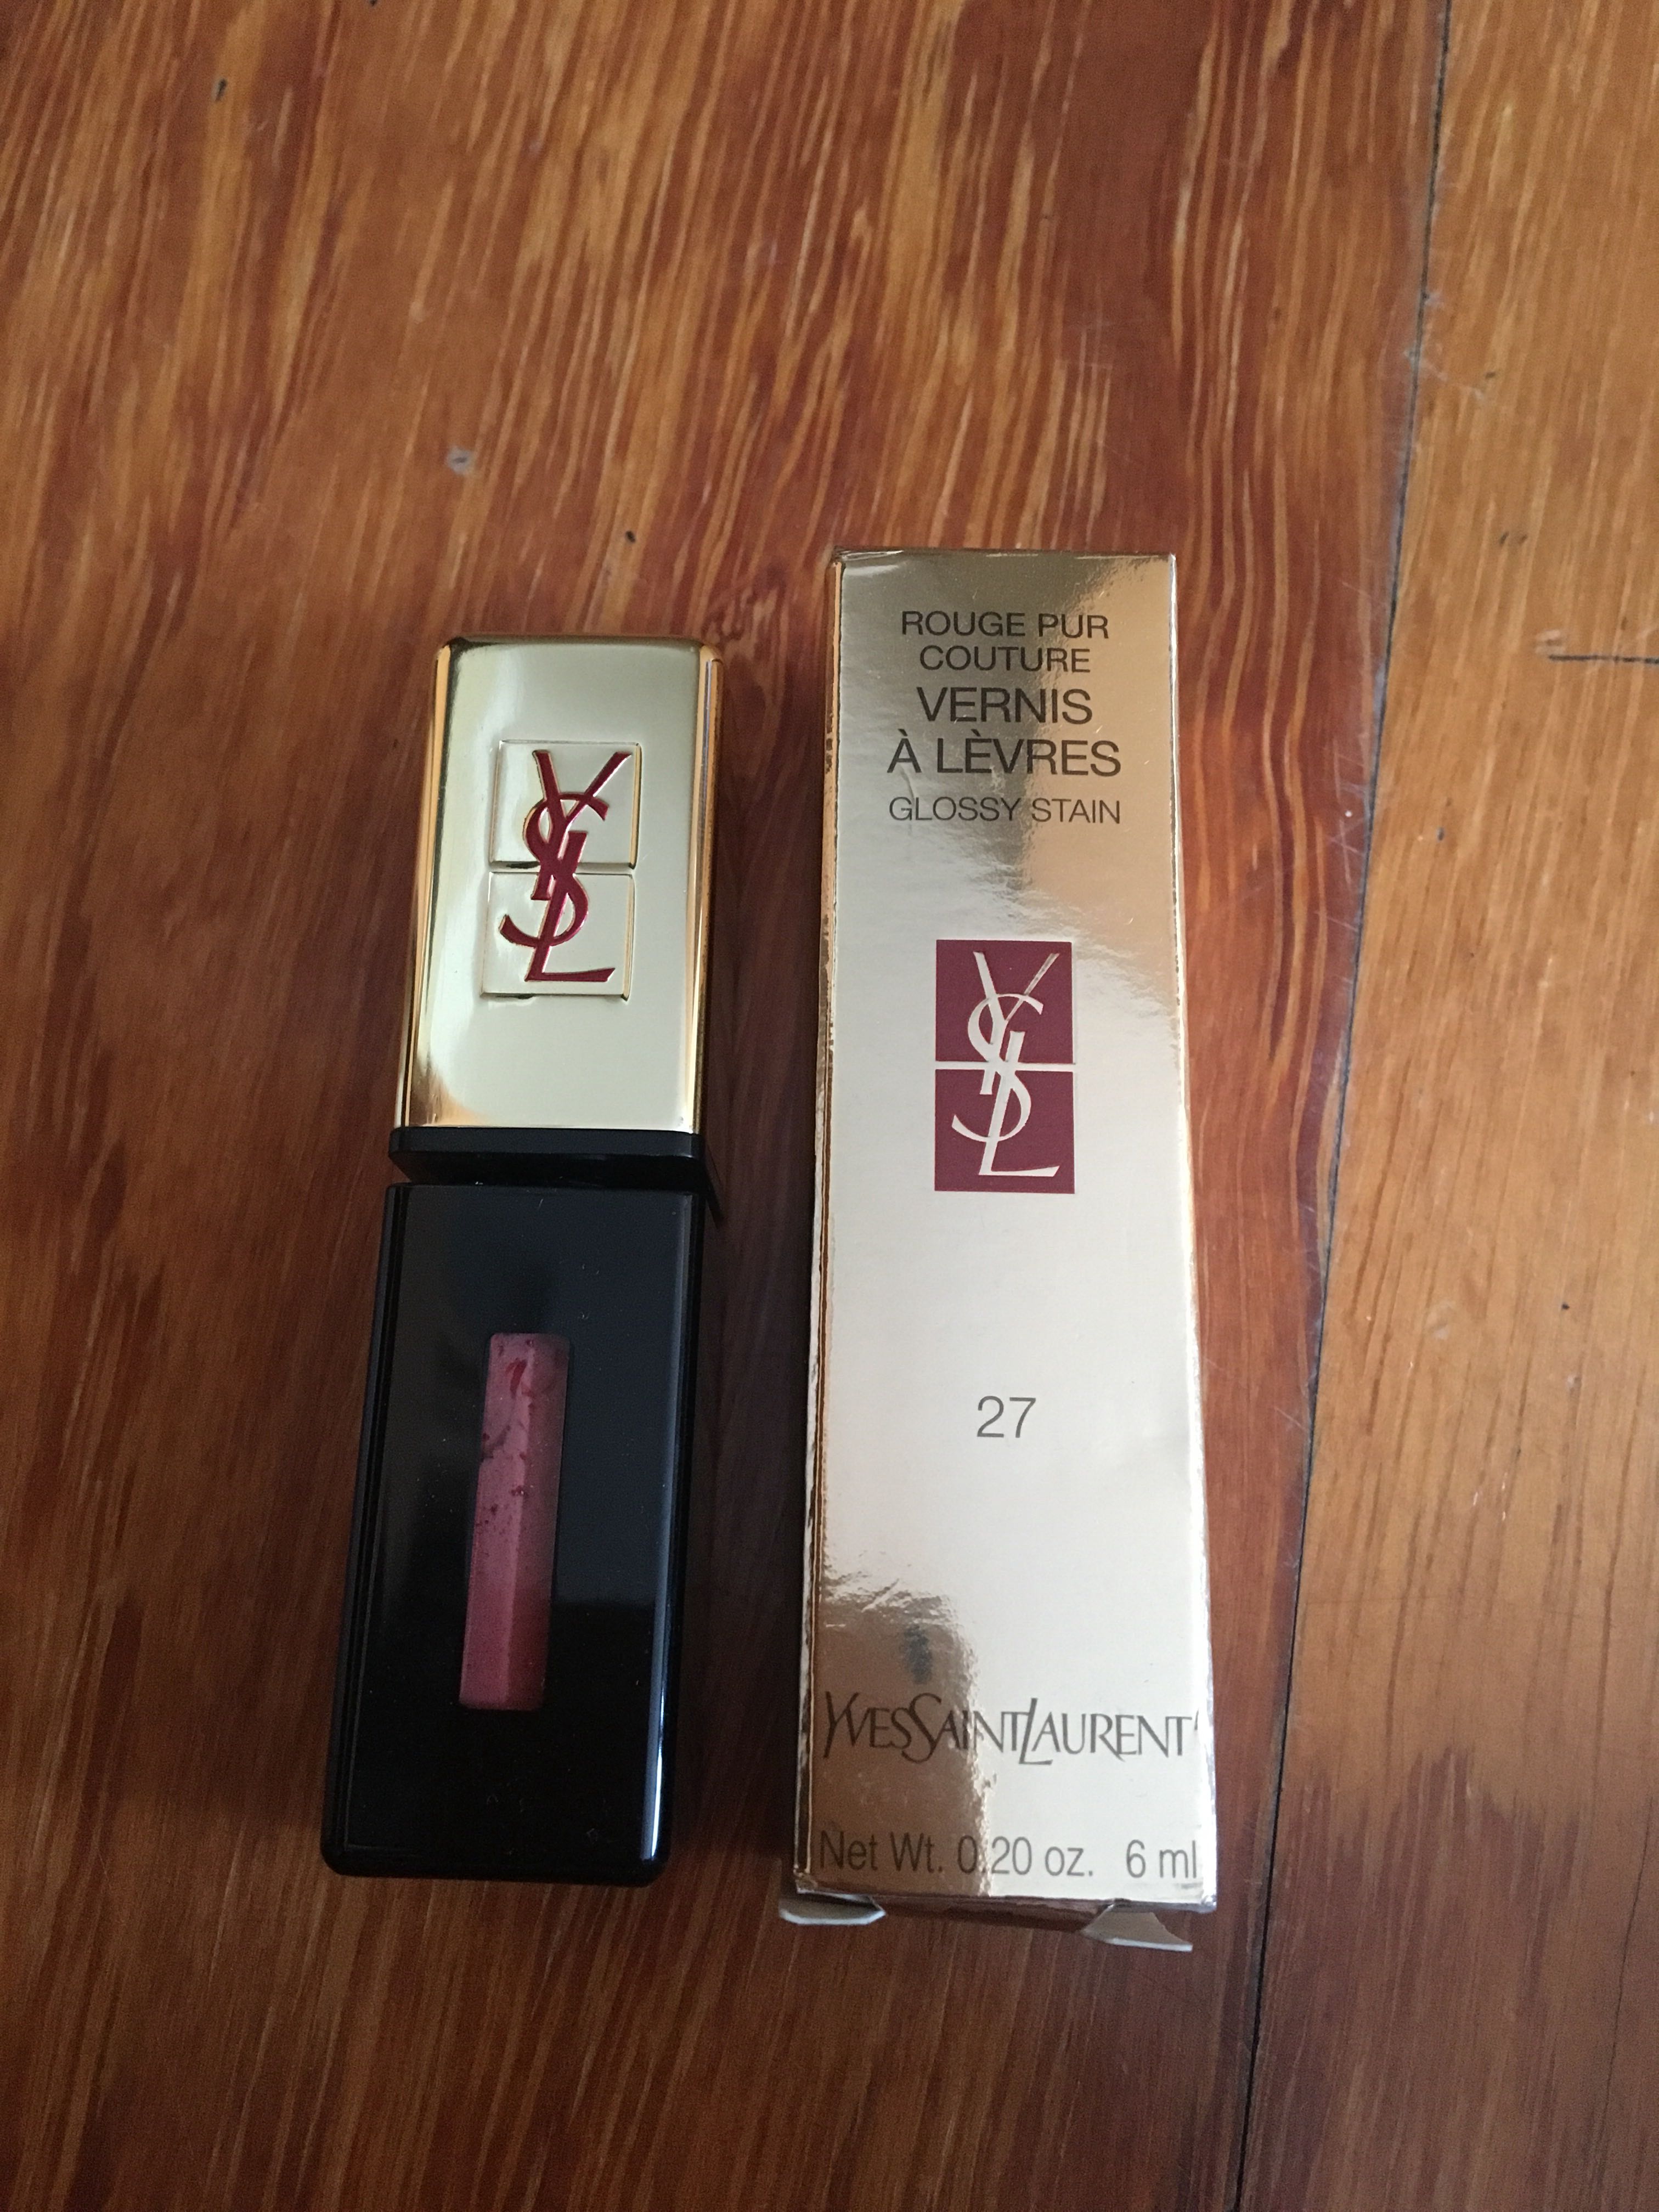 YSL
ROUGE PUR
COUTURE
VERNIS
À LÈVRES
GLOSSY STAIN
YSL
27
YVESSAINTLAURENT
Net Wt. 0.20 oz. 6 ml